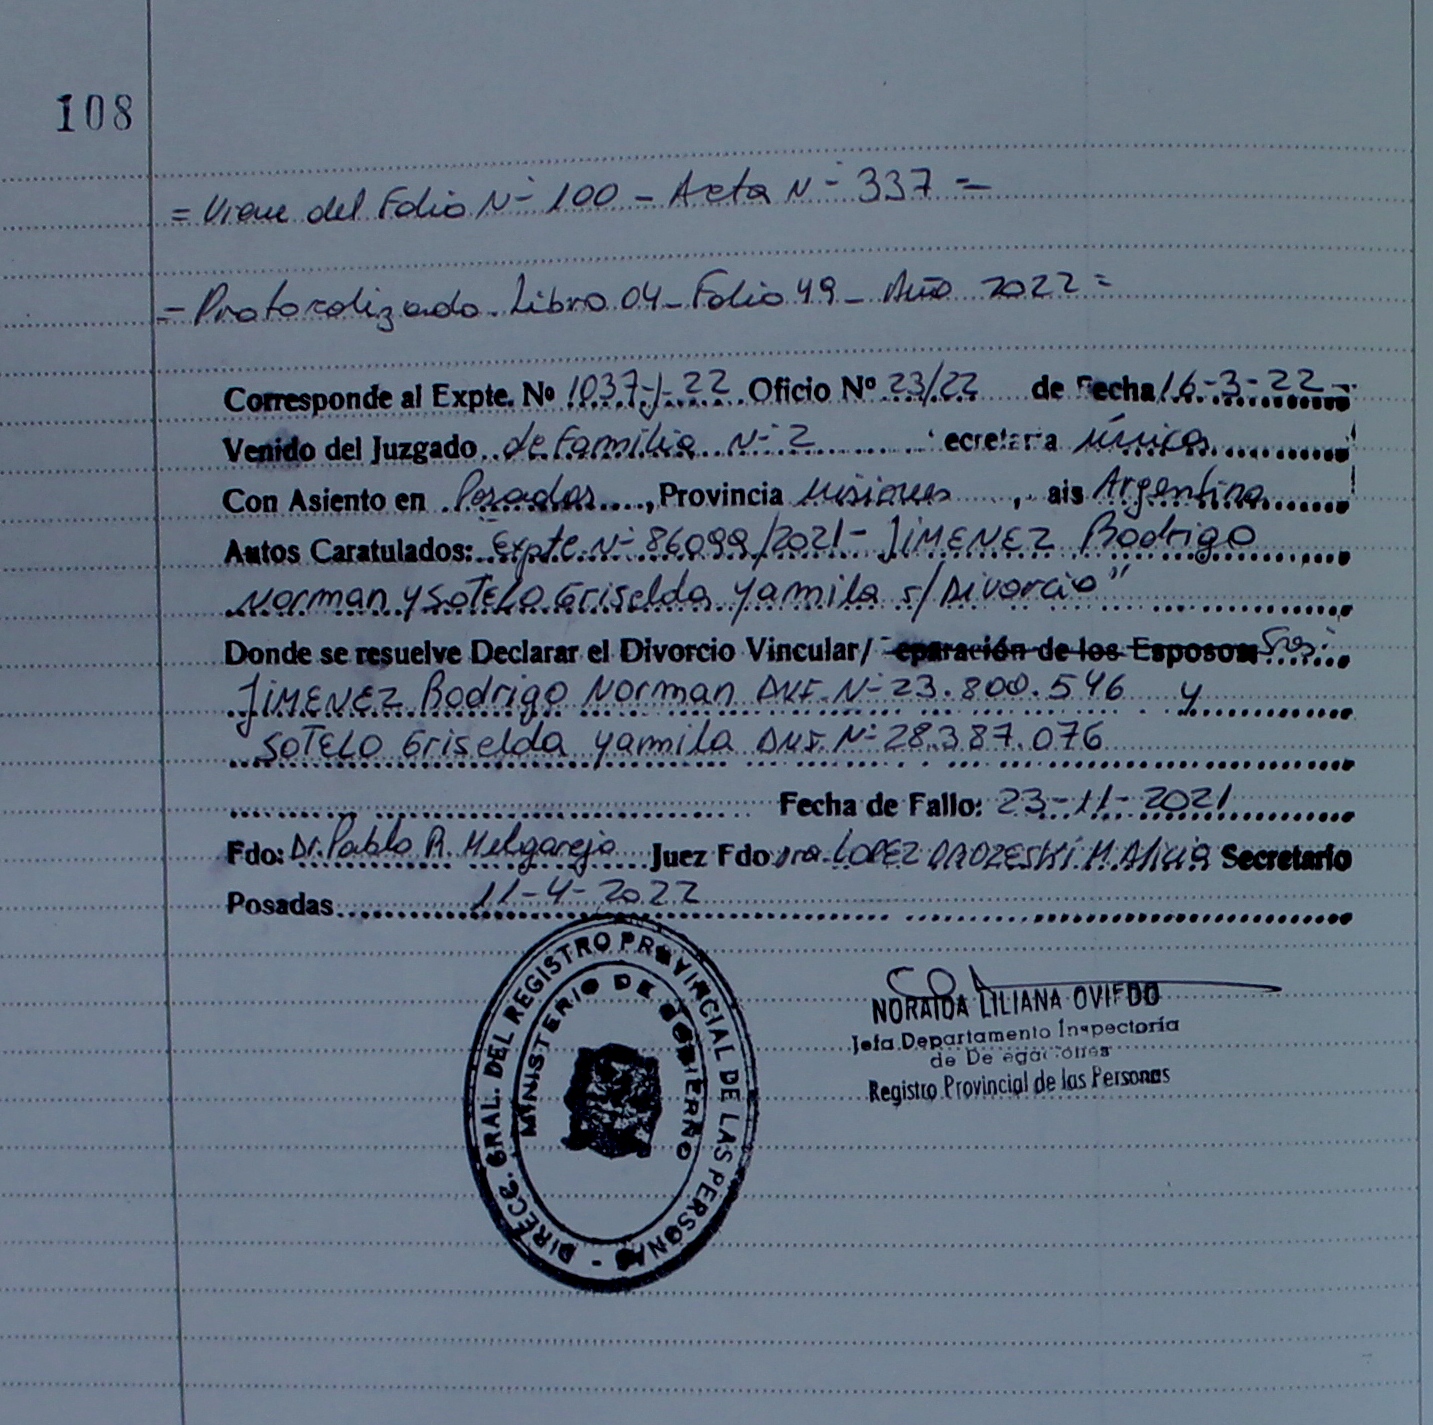 108
= Viene del Folio N- 100 - Acta N- 337 =
- Protocolizado. Libro 04 - Folio 49 - Año 2022 =
Corresponde al Expte. Nº 1037-J-22 Oficio Nº 23/22 de Fecha 16-3-22-
Venido del Juzgado de Familia N- 2 ecretaria única
Con Asiento en Posadas, Provincia Misiones, ais Argentina
Autos Caratulados: Expte. N- 86099/2021- JIMENEZ Rodrigo
Norman y SOTELO Griselda Yamila s/ Divorcio"
Donde se resuelve Declarar el Divorcio Vincular/ eparación de los Esposos Sres.
JIMENEZ Rodrigo Norman DNI. N- 23.800.546 y
SOTELO Griselda Yamila DNI. N- 28.387.076
Fecha de Fallo: 23-11-2021
Fdo: Dr. Pablo R. Melgarejo Juez Fdo Dra. LOPEZ M. Alicia Secretario
Posadas 11-4-2022
DIRECC. GRAL. DEL REGISTRO PROVINCIAL DE LAS PERSONAS -
MINISTERIO DE GOBIERNO
NORAIDA LILIANA OVIEDO
Jefa Departamento Inspectoría
de De egaciones
Registro Provincial de las Personas